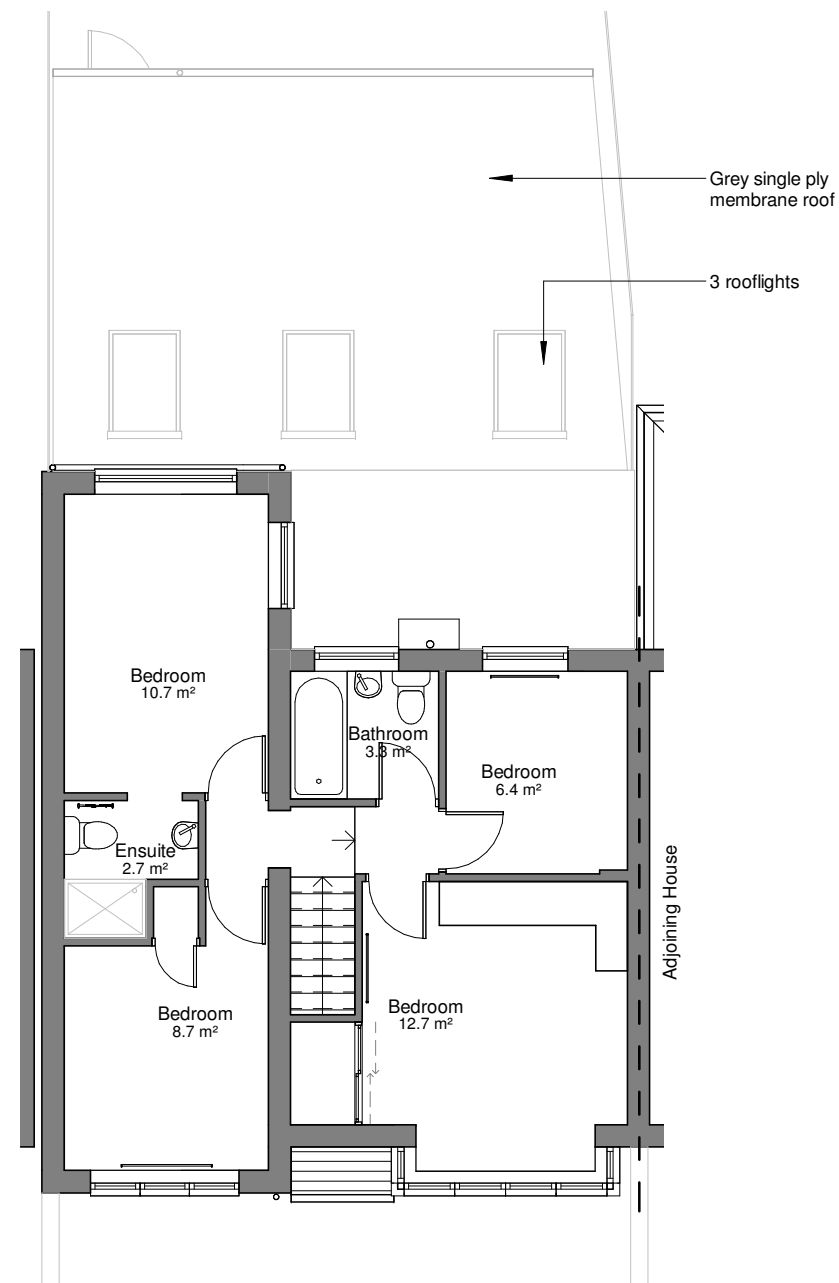 Grey single ply
membrane roof
3 rooflights
Bedroom
10.7 m²
Bathroom
3.3 m²
Bedroom
6.4 m²
Ensuite
2.7 m²
Adjoining House
Bedroom
8.7 m²
Bedroom
12.7 m²